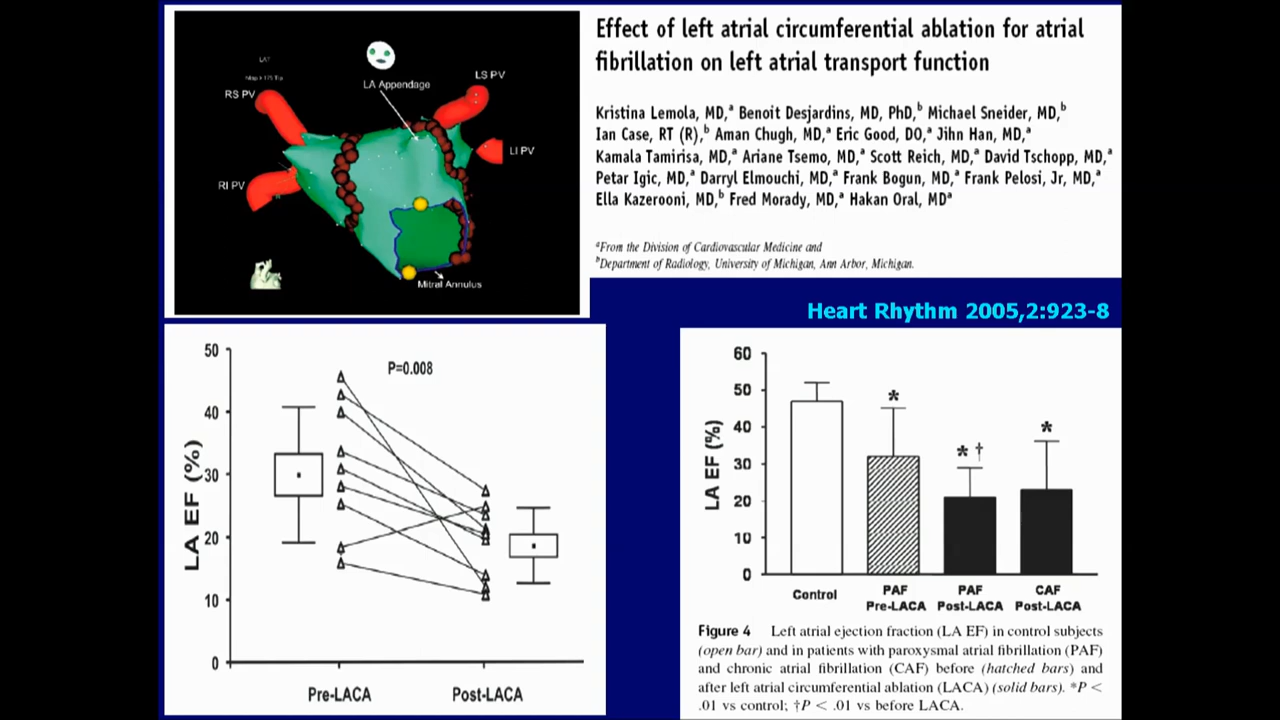 Effect of left atrial circumferential ablation for atrial
fibrillation on left atrial transport function
Kristina Lemola, MD,ᵃ Benoit Desjardins, MD, PhD,ᵇ Michael Sneider, MD,ᵇ
Ian Case, RT (R),ᵇ Aman Chugh, MD,ᵃ Eric Good, DO,ᵃ Jihn Han, MD,ᵃ
Kamala Tamirisa, MD,ᵃ Ariane Tsemo, MD,ᵃ Scott Reich, MD,ᵃ David Tschopp, MD,ᵃ
Petar Igic, MD,ᵃ Darryl Elmouchi, MD,ᵃ Frank Bogun, MD,ᵃ Frank Pelosi, Jr, MD,ᵃ
Ella Kazerooni, MD,ᵇ Fred Morady, MD,ᵃ Hakan Oral, MDᵃ
ᵃFrom the Division of Cardiovascular Medicine and
ᵇDepartment of Radiology, University of Michigan, Ann Arbor, Michigan.
Heart Rhythm 2005,2:923-8
LA Appendage
LS PV
RS PV
LI PV
RI PV
Mitral Annulus
LA EF (%)
50
40
30
20
10
0
P=0.008
Pre-LACA
Post-LACA
LA EF (%)
60
50
40
30
20
10
0
*
* †
*
Control
PAF
Pre-LACA
PAF
Post-LACA
CAF
Post-LACA
Figure 4 Left atrial ejection fraction (LA EF) in control subjects
(open bar) and in patients with paroxysmal atrial fibrillation (PAF)
and chronic atrial fibrillation (CAF) before (hatched bars) and
after left atrial circumferential ablation (LACA) (solid bars). *P <
.01 vs control; †P < .01 vs before LACA.